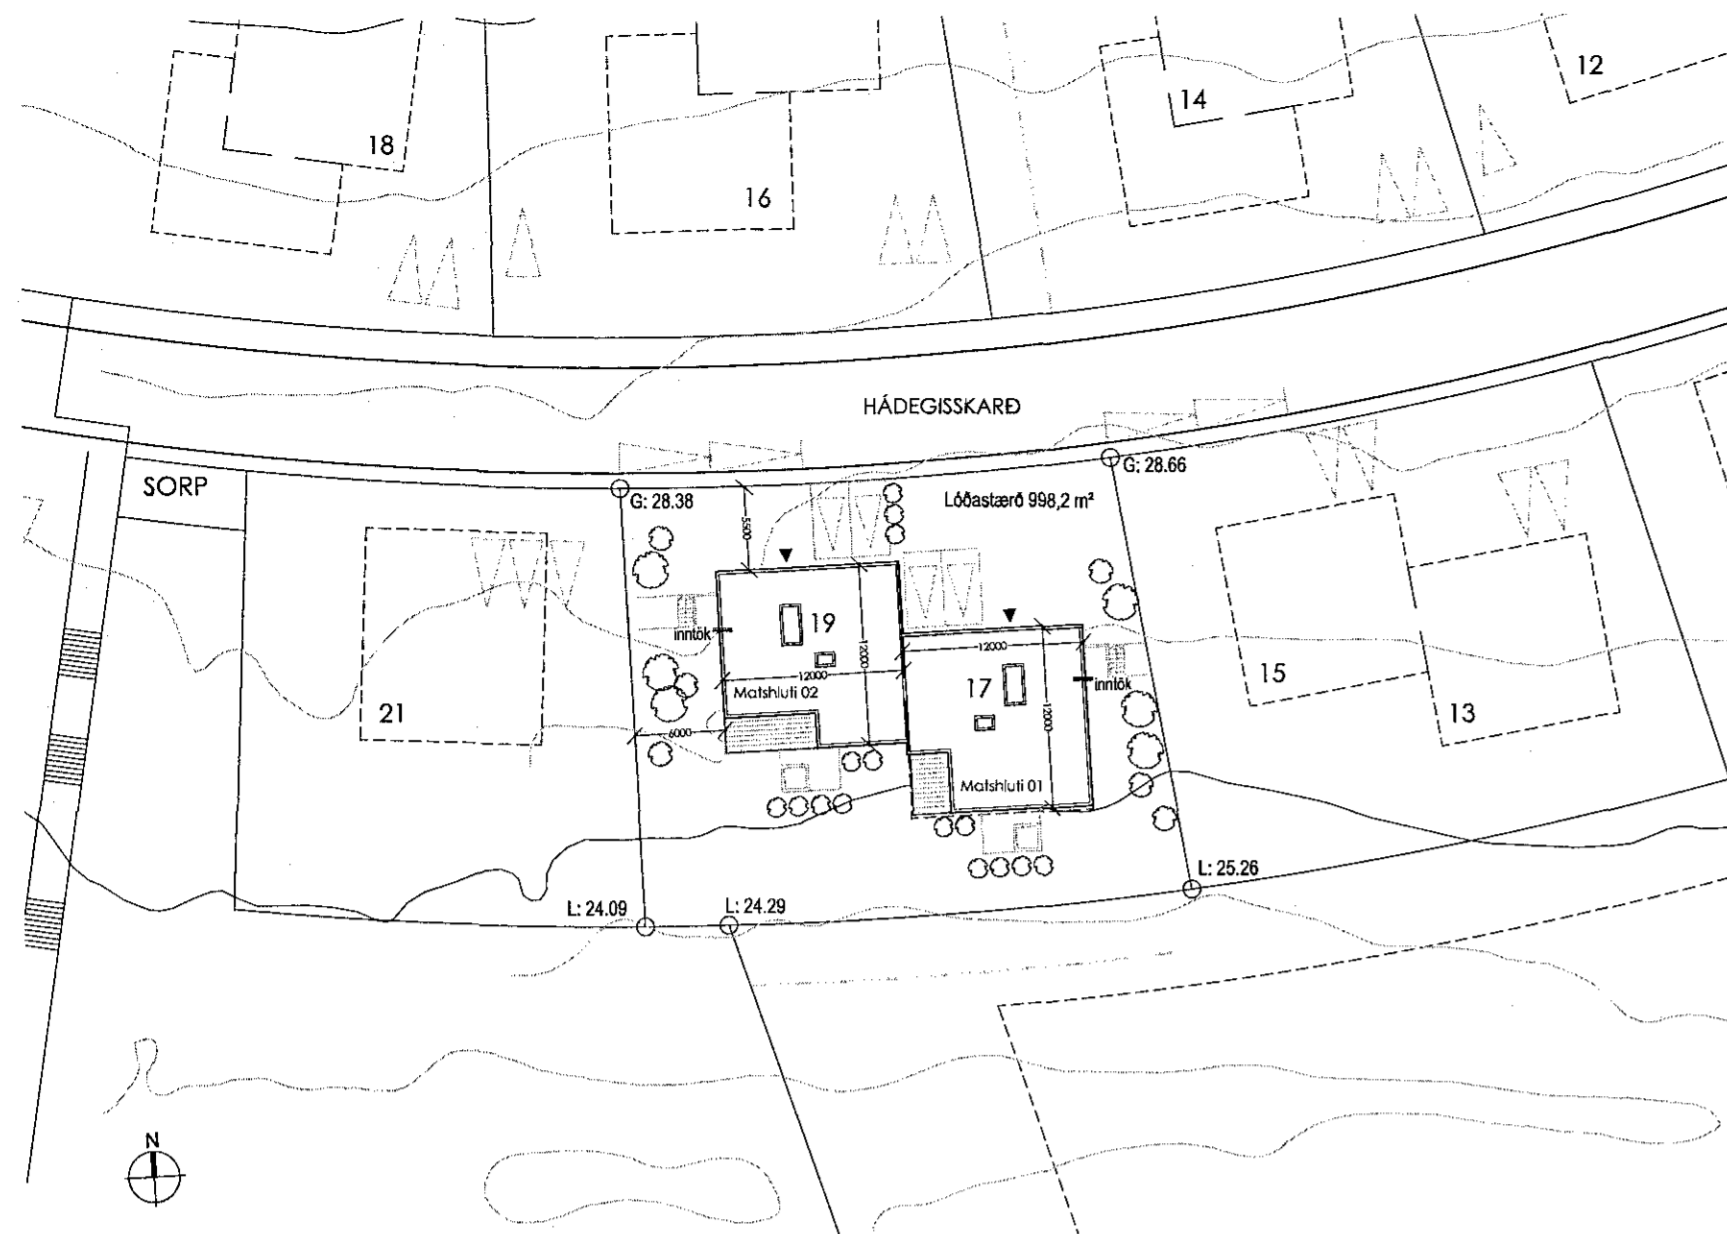 12
14
18
16
HÁDEGISSKARÐ
G: 28.66
SORP
G: 28.38
Lóðastærð 998,2 m²
5500
19
inntök
12000
12000
12000
17
inntök
15
Matshluti 02
12000
21
13
6000
Matshluti 01
L: 25.26
L: 24.09
L: 24.29
N